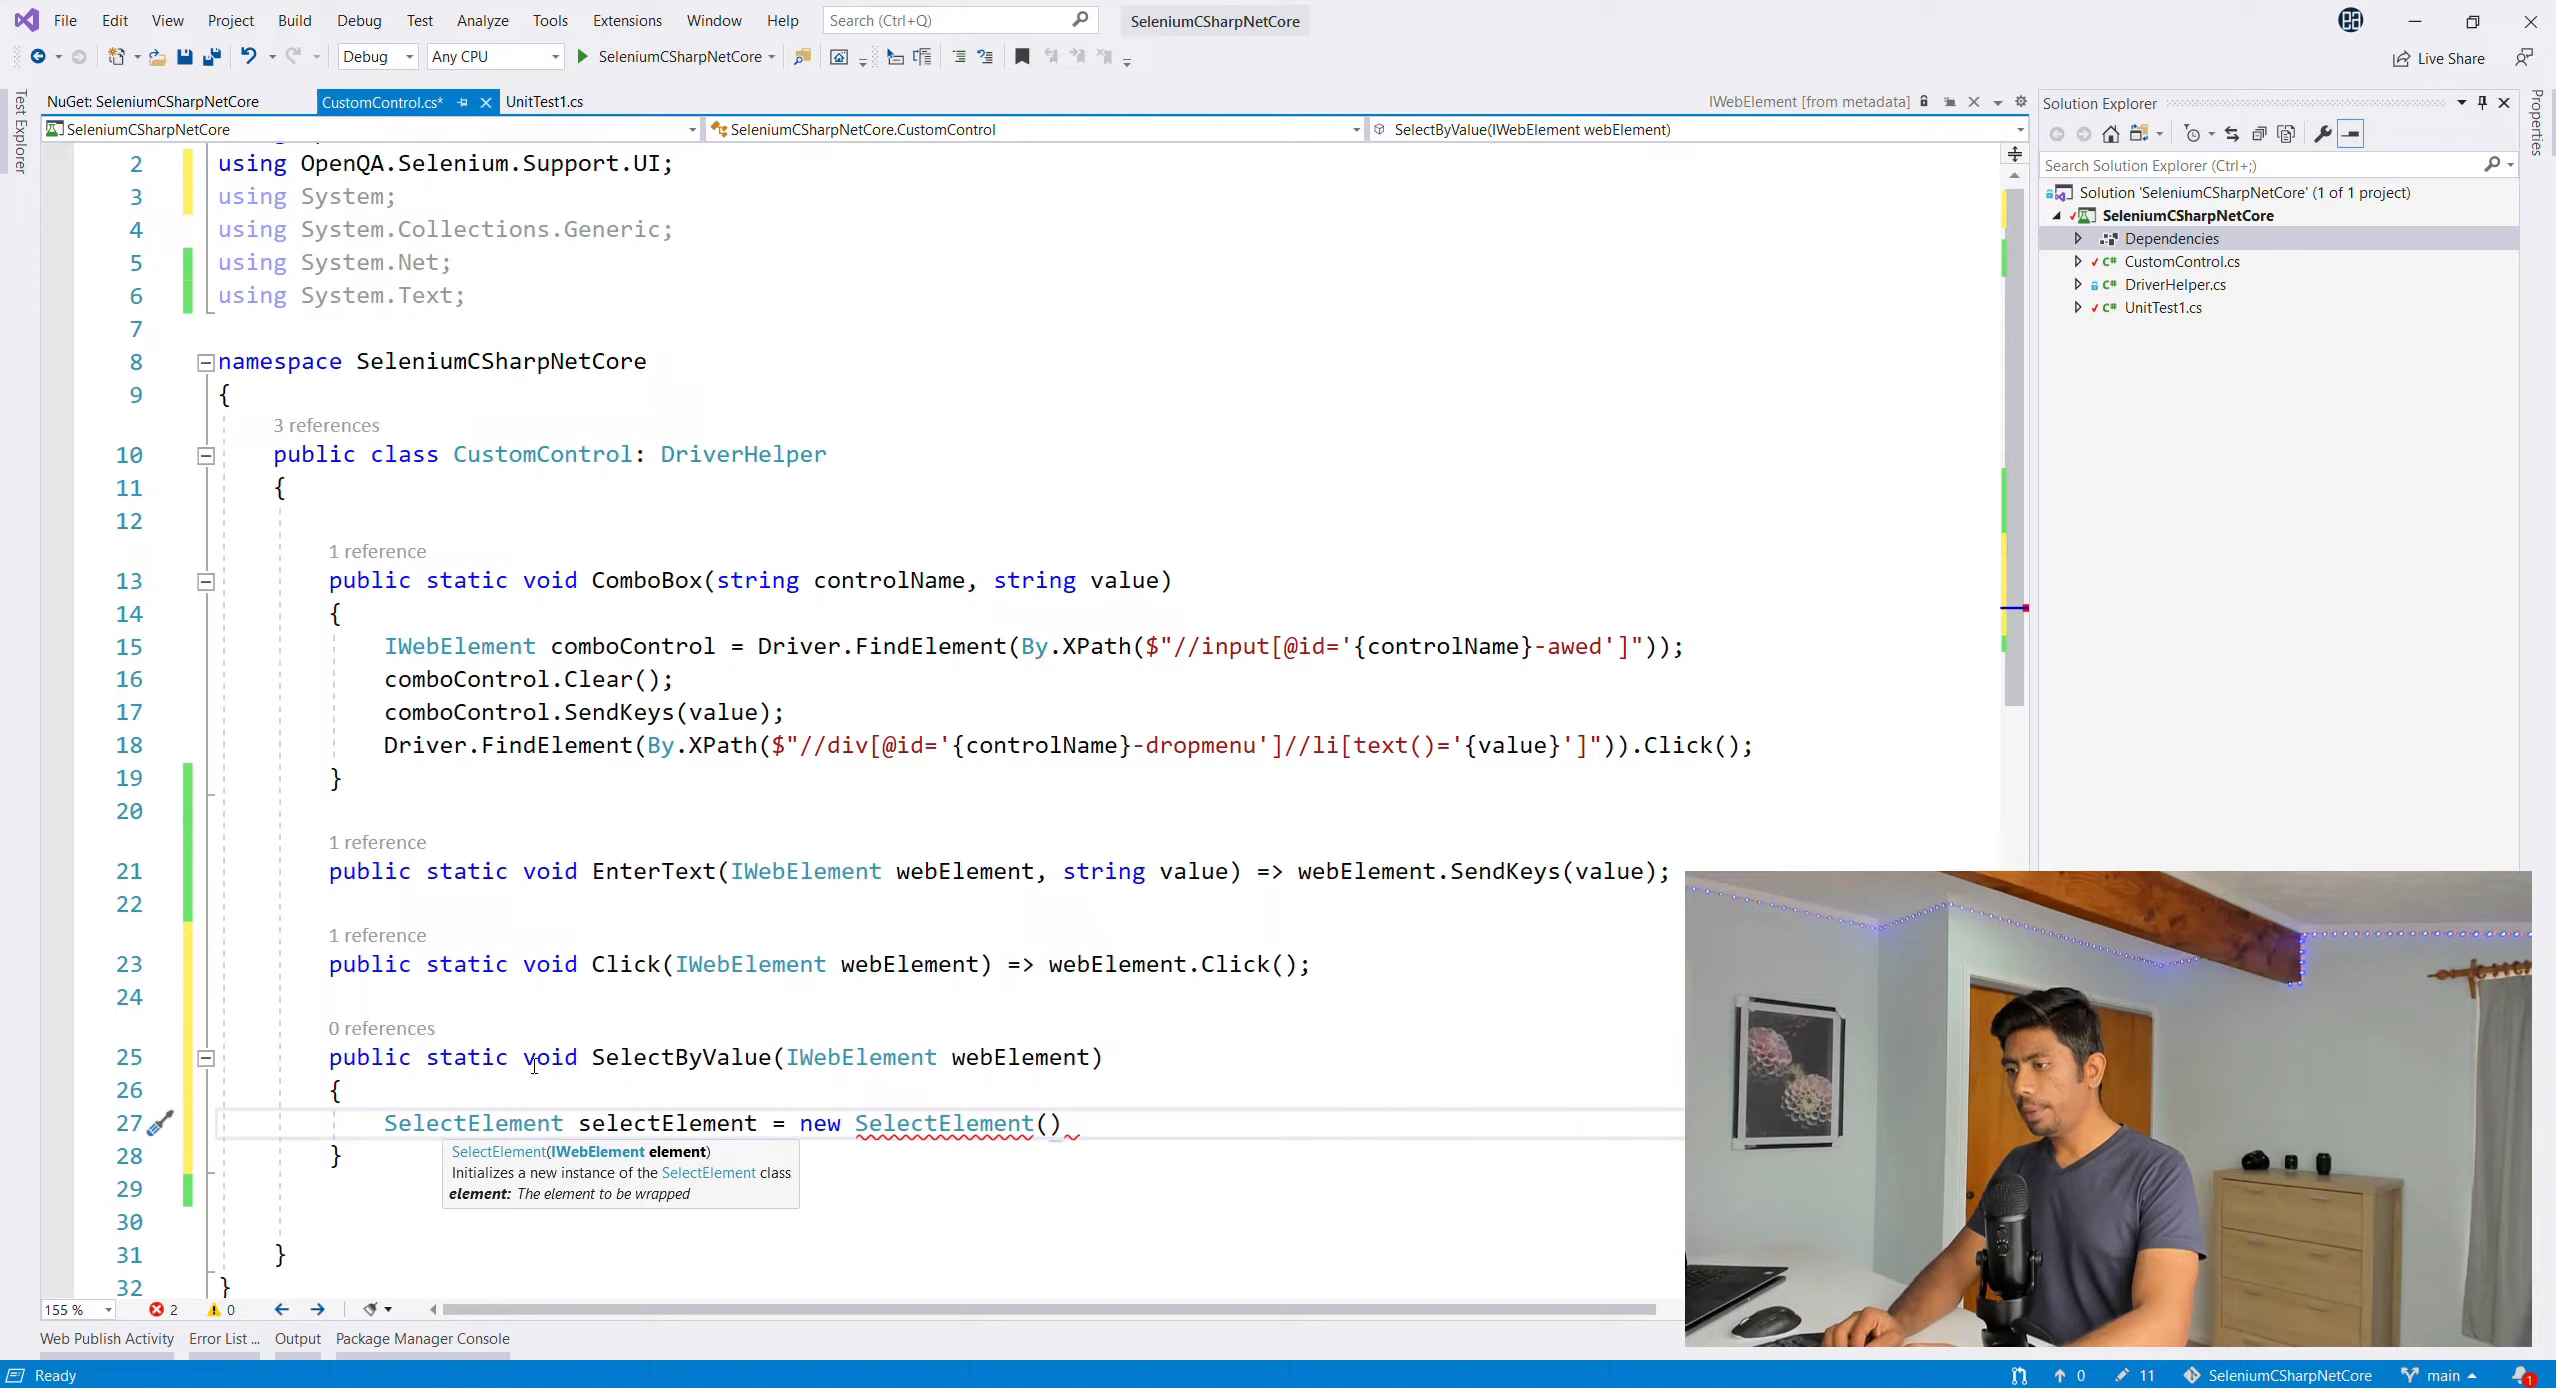 File Edit View Project Build Debug Test Analyze Tools Extensions Window Help Search (Ctrl+Q) SeleniumCSharpNetCore
Debug Any CPU SeleniumCSharpNetCore Live Share
Test Explorer
NuGet: SeleniumCSharpNetCore CustomControl.cs* UnitTest1.cs IWebElement [from metadata]
SeleniumCSharpNetCore SeleniumCSharpNetCore.CustomControl SelectByValue(IWebElement webElement)
2 using OpenQA.Selenium.Support.UI;
3 using System;
4 using System.Collections.Generic;
5 using System.Net;
6 using System.Text;
7
8 namespace SeleniumCSharpNetCore
9 {
3 references
10 public class CustomControl: DriverHelper
11 {
12
1 reference
13 public static void ComboBox(string controlName, string value)
14 {
15 IWebElement comboControl = Driver.FindElement(By.XPath($"//input[@id='{controlName}-awed']"));
16 comboControl.Clear();
17 comboControl.SendKeys(value);
18 Driver.FindElement(By.XPath($"//div[@id='{controlName}-dropmenu']//li[text()='{value}']")).Click();
19 }
20
1 reference
21 public static void EnterText(IWebElement webElement, string value) => webElement.SendKeys(value);
22
1 reference
23 public static void Click(IWebElement webElement) => webElement.Click();
24
0 references
25 public static void SelectByValue(IWebElement webElement)
26 {
27 SelectElement selectElement = new SelectElement()
28 }
SelectElement(IWebElement element)
Initializes a new instance of the SelectElement class
element: The element to be wrapped
29
30
31 }
32 }
155 % 2 0
Web Publish Activity Error List ... Output Package Manager Console
Ready 0 11 SeleniumCSharpNetCore main 1
Solution Explorer
Search Solution Explorer (Ctrl+;)
Solution 'SeleniumCSharpNetCore' (1 of 1 project)
SeleniumCSharpNetCore
Dependencies
C# CustomControl.cs
C# DriverHelper.cs
C# UnitTest1.cs
Properties